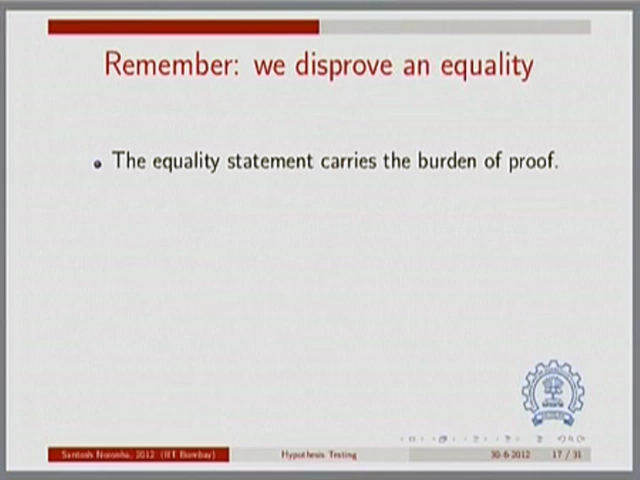 Remember: we disprove an equality
The equality statement carries the burden of proof.
Santosh Noronha, 2012 (IIT Bombay)
Hypothesis Testing
30-6-2012
17 / 31